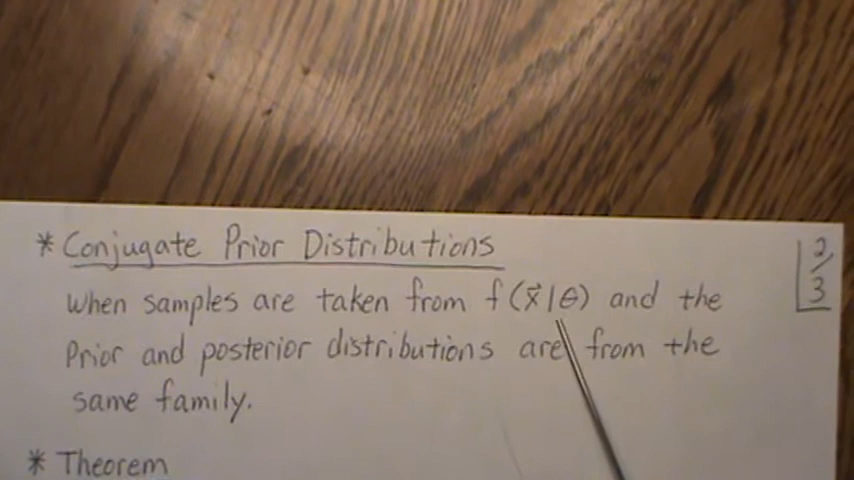 * Conjugate Prior Distributions
2/3
When samples are taken from f(x⃗|θ) and the
Prior and posterior distributions are from the
same family.
* Theorem